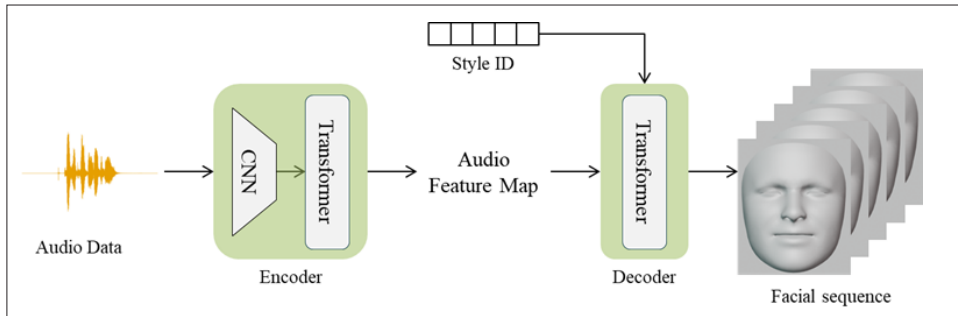 Style ID
CNN
Transformer
Audio
Feature Map
Transformer
Audio Data
Encoder
Decoder
Facial sequence